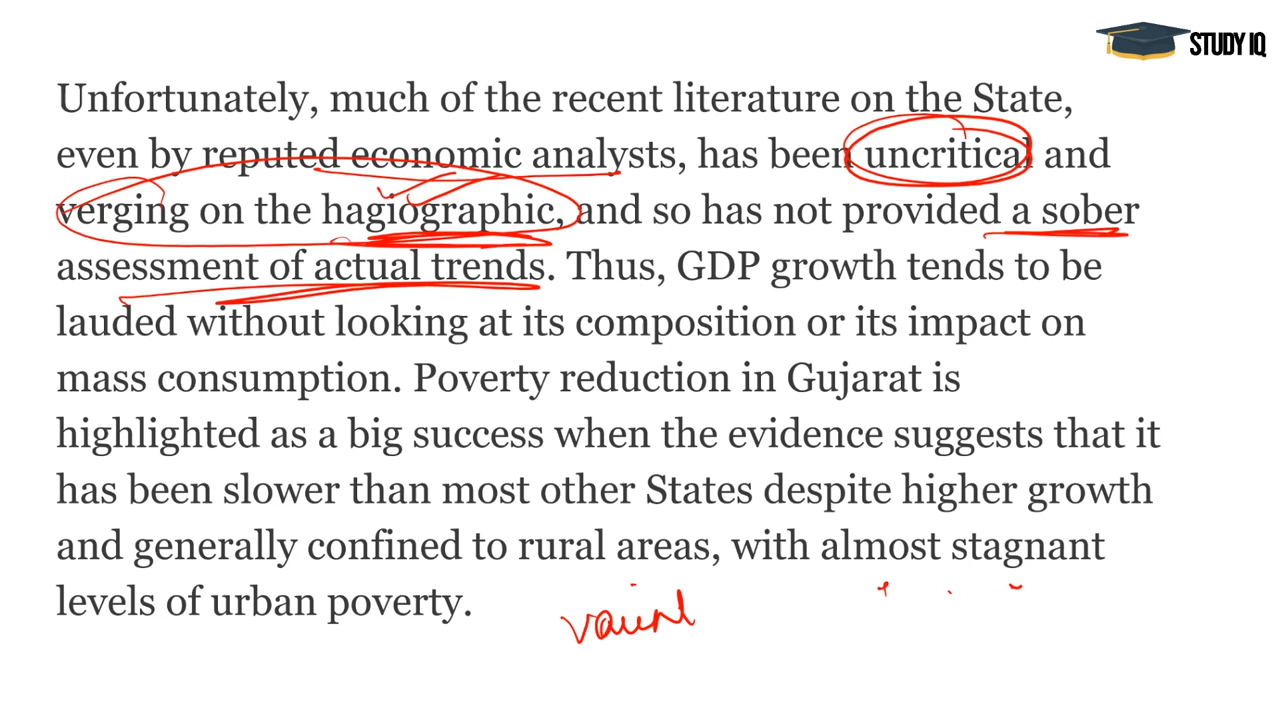 STUDY IQ
Unfortunately, much of the recent literature on the State,
even by reputed economic analysts, has been uncritical and
verging on the hagiographic, and so has not provided a sober
assessment of actual trends. Thus, GDP growth tends to be
lauded without looking at its composition or its impact on
mass consumption. Poverty reduction in Gujarat is
highlighted as a big success when the evidence suggests that it
has been slower than most other States despite higher growth
and generally confined to rural areas, with almost stagnant
levels of urban poverty.